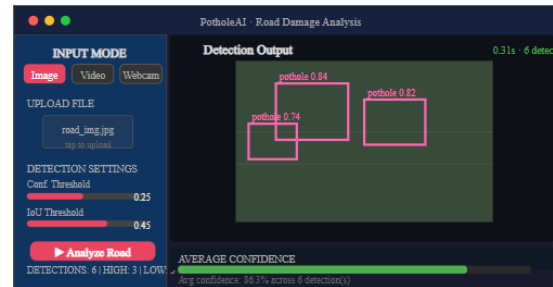 PotholeAI · Road Damage Analysis
INPUT MODE
Image Video Webcam
UPLOAD FILE
road_img.jpg
tap to upload
DETECTION SETTINGS
Conf. Threshold
0.25
IoU Threshold
0.45
▶ Analyze Road
DETECTIONS: 6 | HIGH: 3 | LOW:
Detection Output
0.31s · 6 detec
pothole 0.84
pothole 0.82
pothole 0.74
AVERAGE CONFIDENCE
Avg confidence: 86.3% across 6 detection(s)